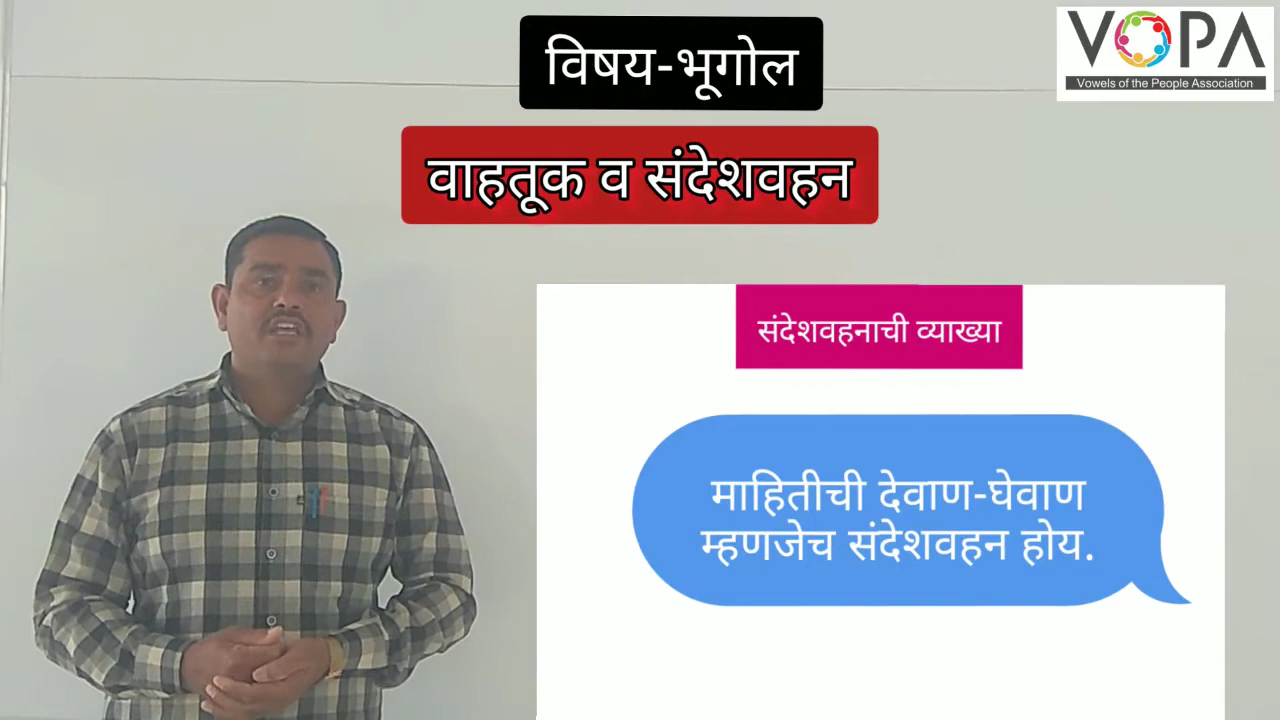 विषय-भूगोल
VOPA
Vowels of the People Association
वाहतूक व संदेशवहन
संदेशवहनाची व्याख्या
माहितीची देवाण-घेवाण
म्हणजेच संदेशवहन होय.